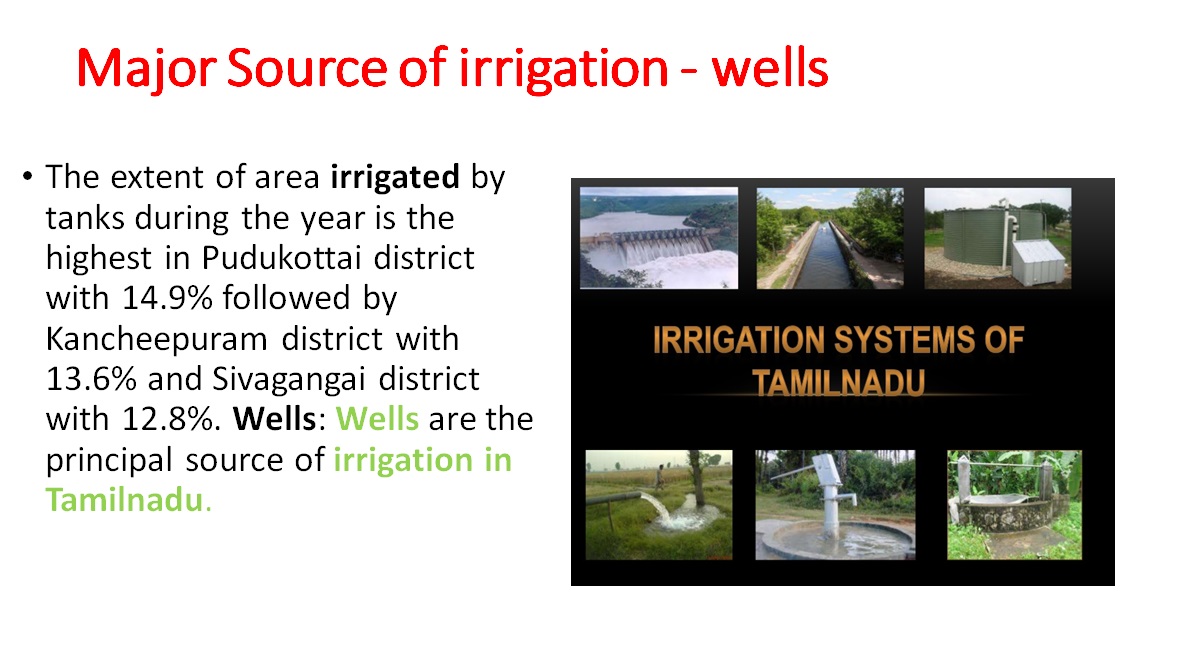 Major Source of irrigation - wells
• The extent of area irrigated by
tanks during the year is the
highest in Pudukottai district
with 14.9% followed by
Kancheepuram district with
13.6% and Sivagangai district
with 12.8%. Wells: Wells are the
principal source of irrigation in
Tamilnadu.
IRRIGATION SYSTEMS OF
TAMILNADU